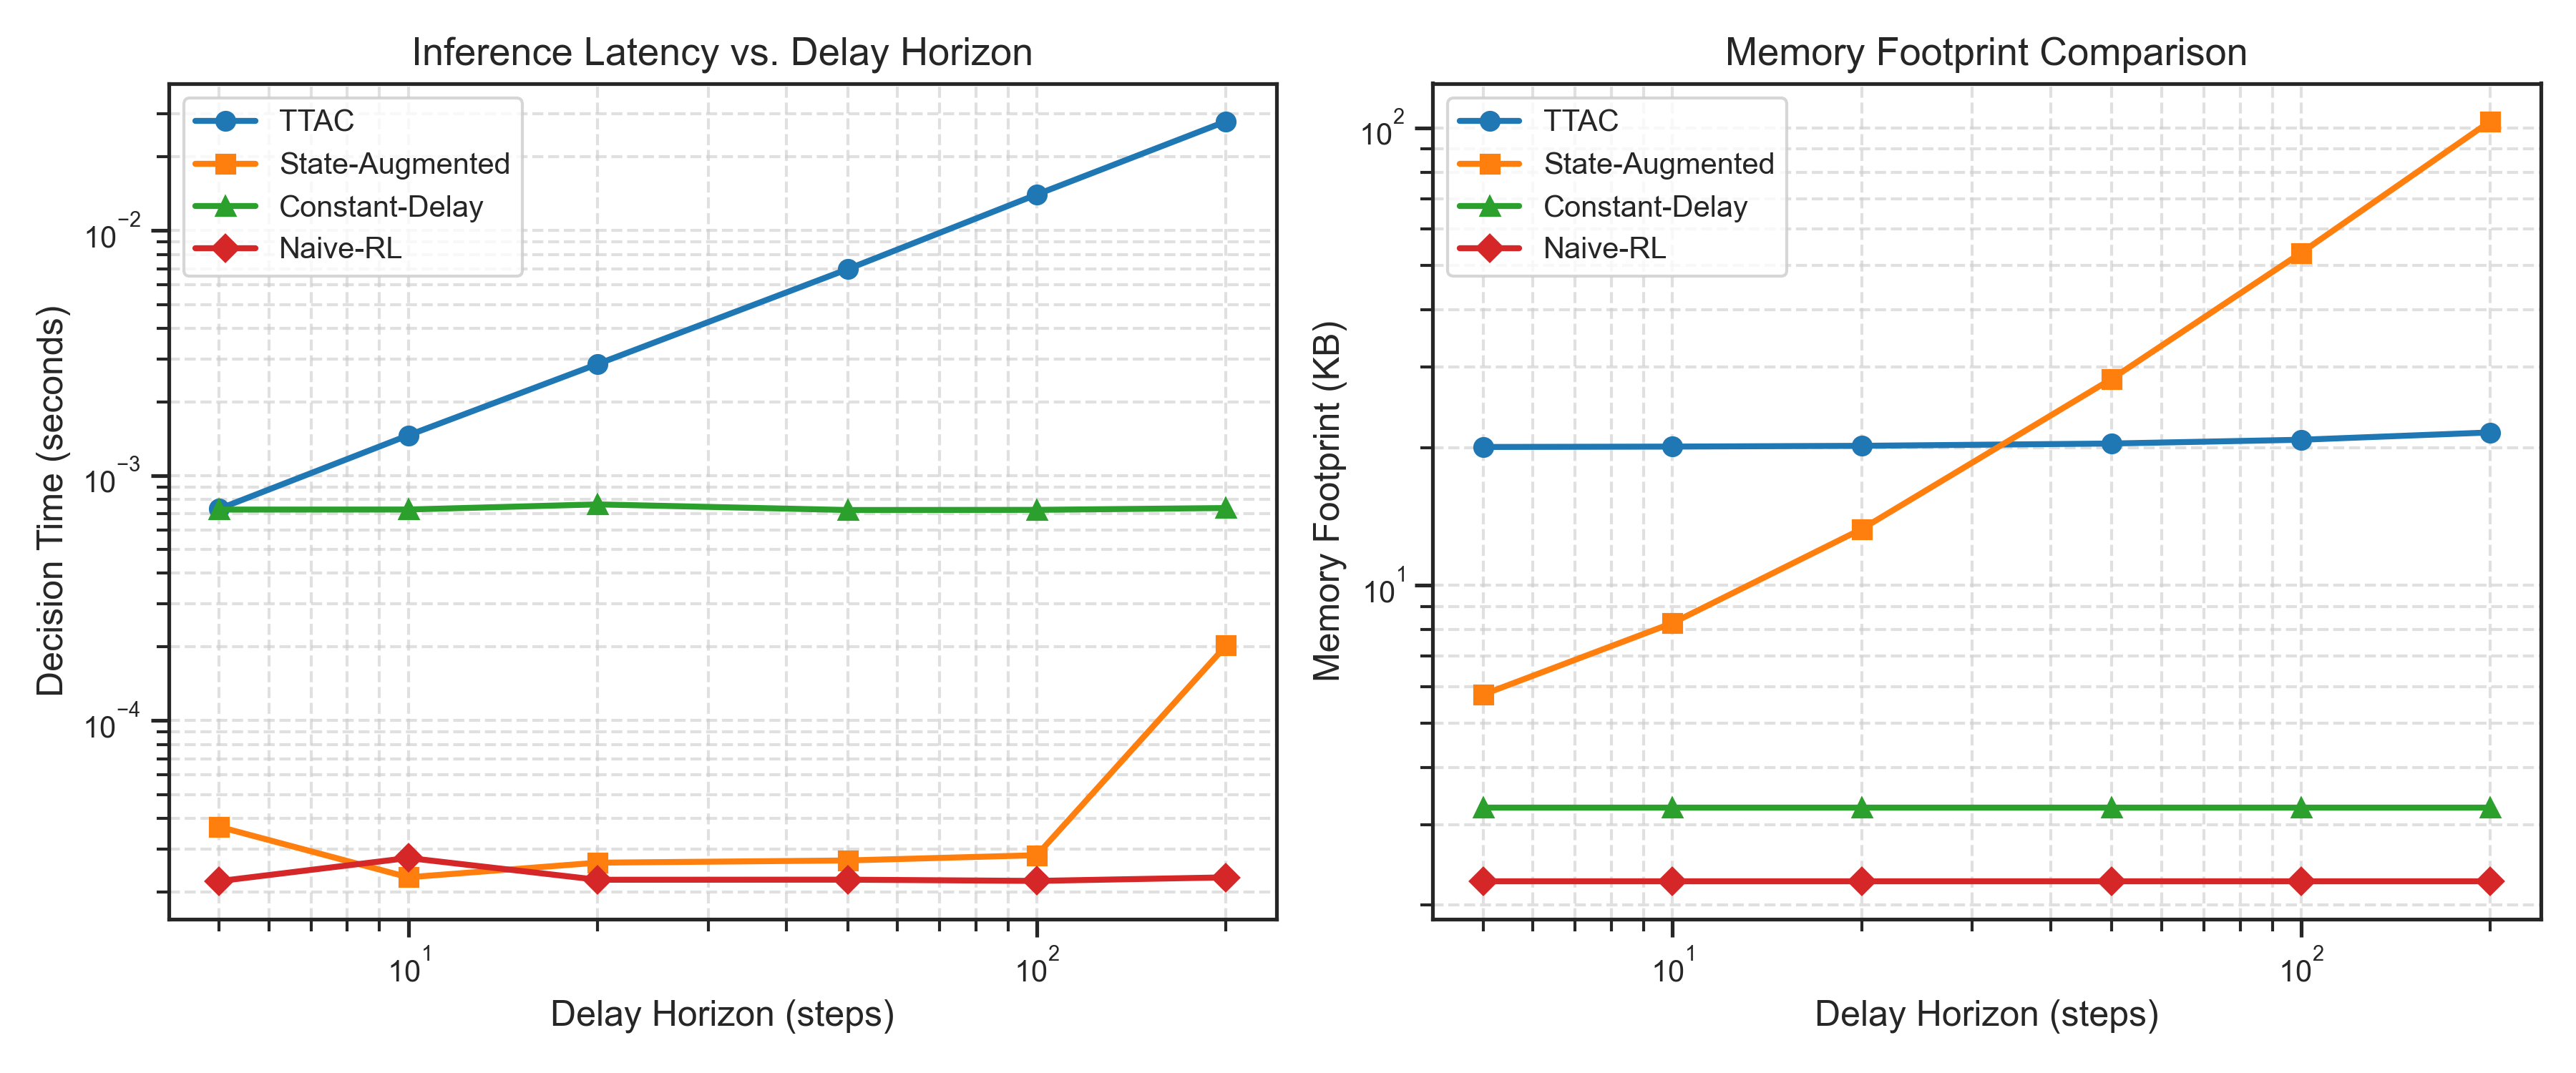 Inference Latency vs. Delay Horizon
TTAC
State-Augmented
Constant-Delay
Naive-RL
10^−2
10^−3
10^−4
Decision Time (seconds)
10^1
10^2
Delay Horizon (steps)
Memory Footprint Comparison
TTAC
State-Augmented
Constant-Delay
Naive-RL
10^2
10^1
Memory Footprint (KB)
10^1
10^2
Delay Horizon (steps)